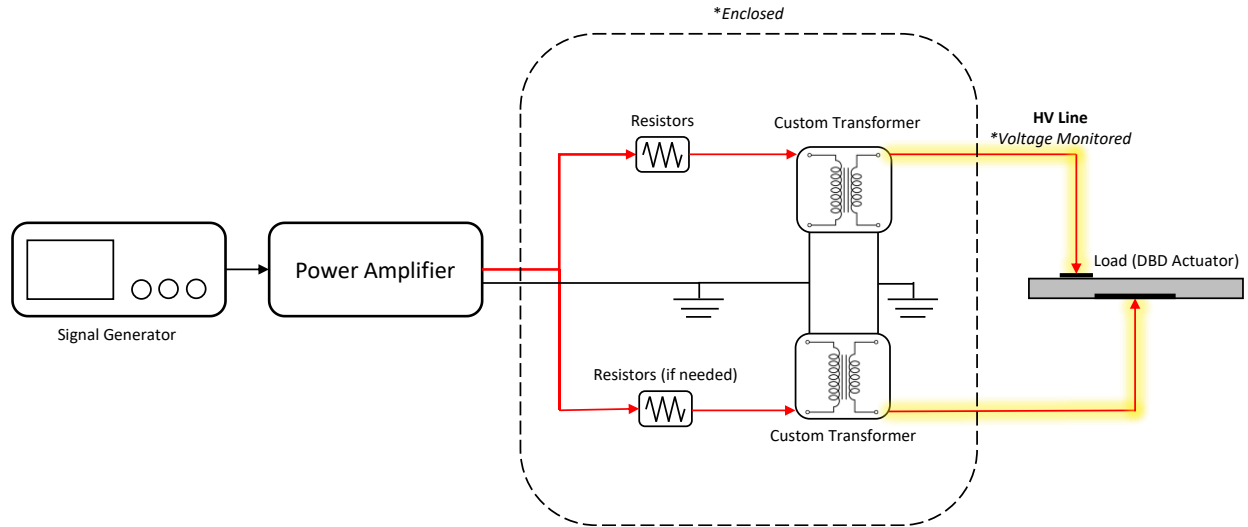 *Enclosed
Resistors
Custom Transformer
HV Line
*Voltage Monitored
Power Amplifier
Load (DBD Actuator)
Signal Generator
Resistors (if needed)
Custom Transformer